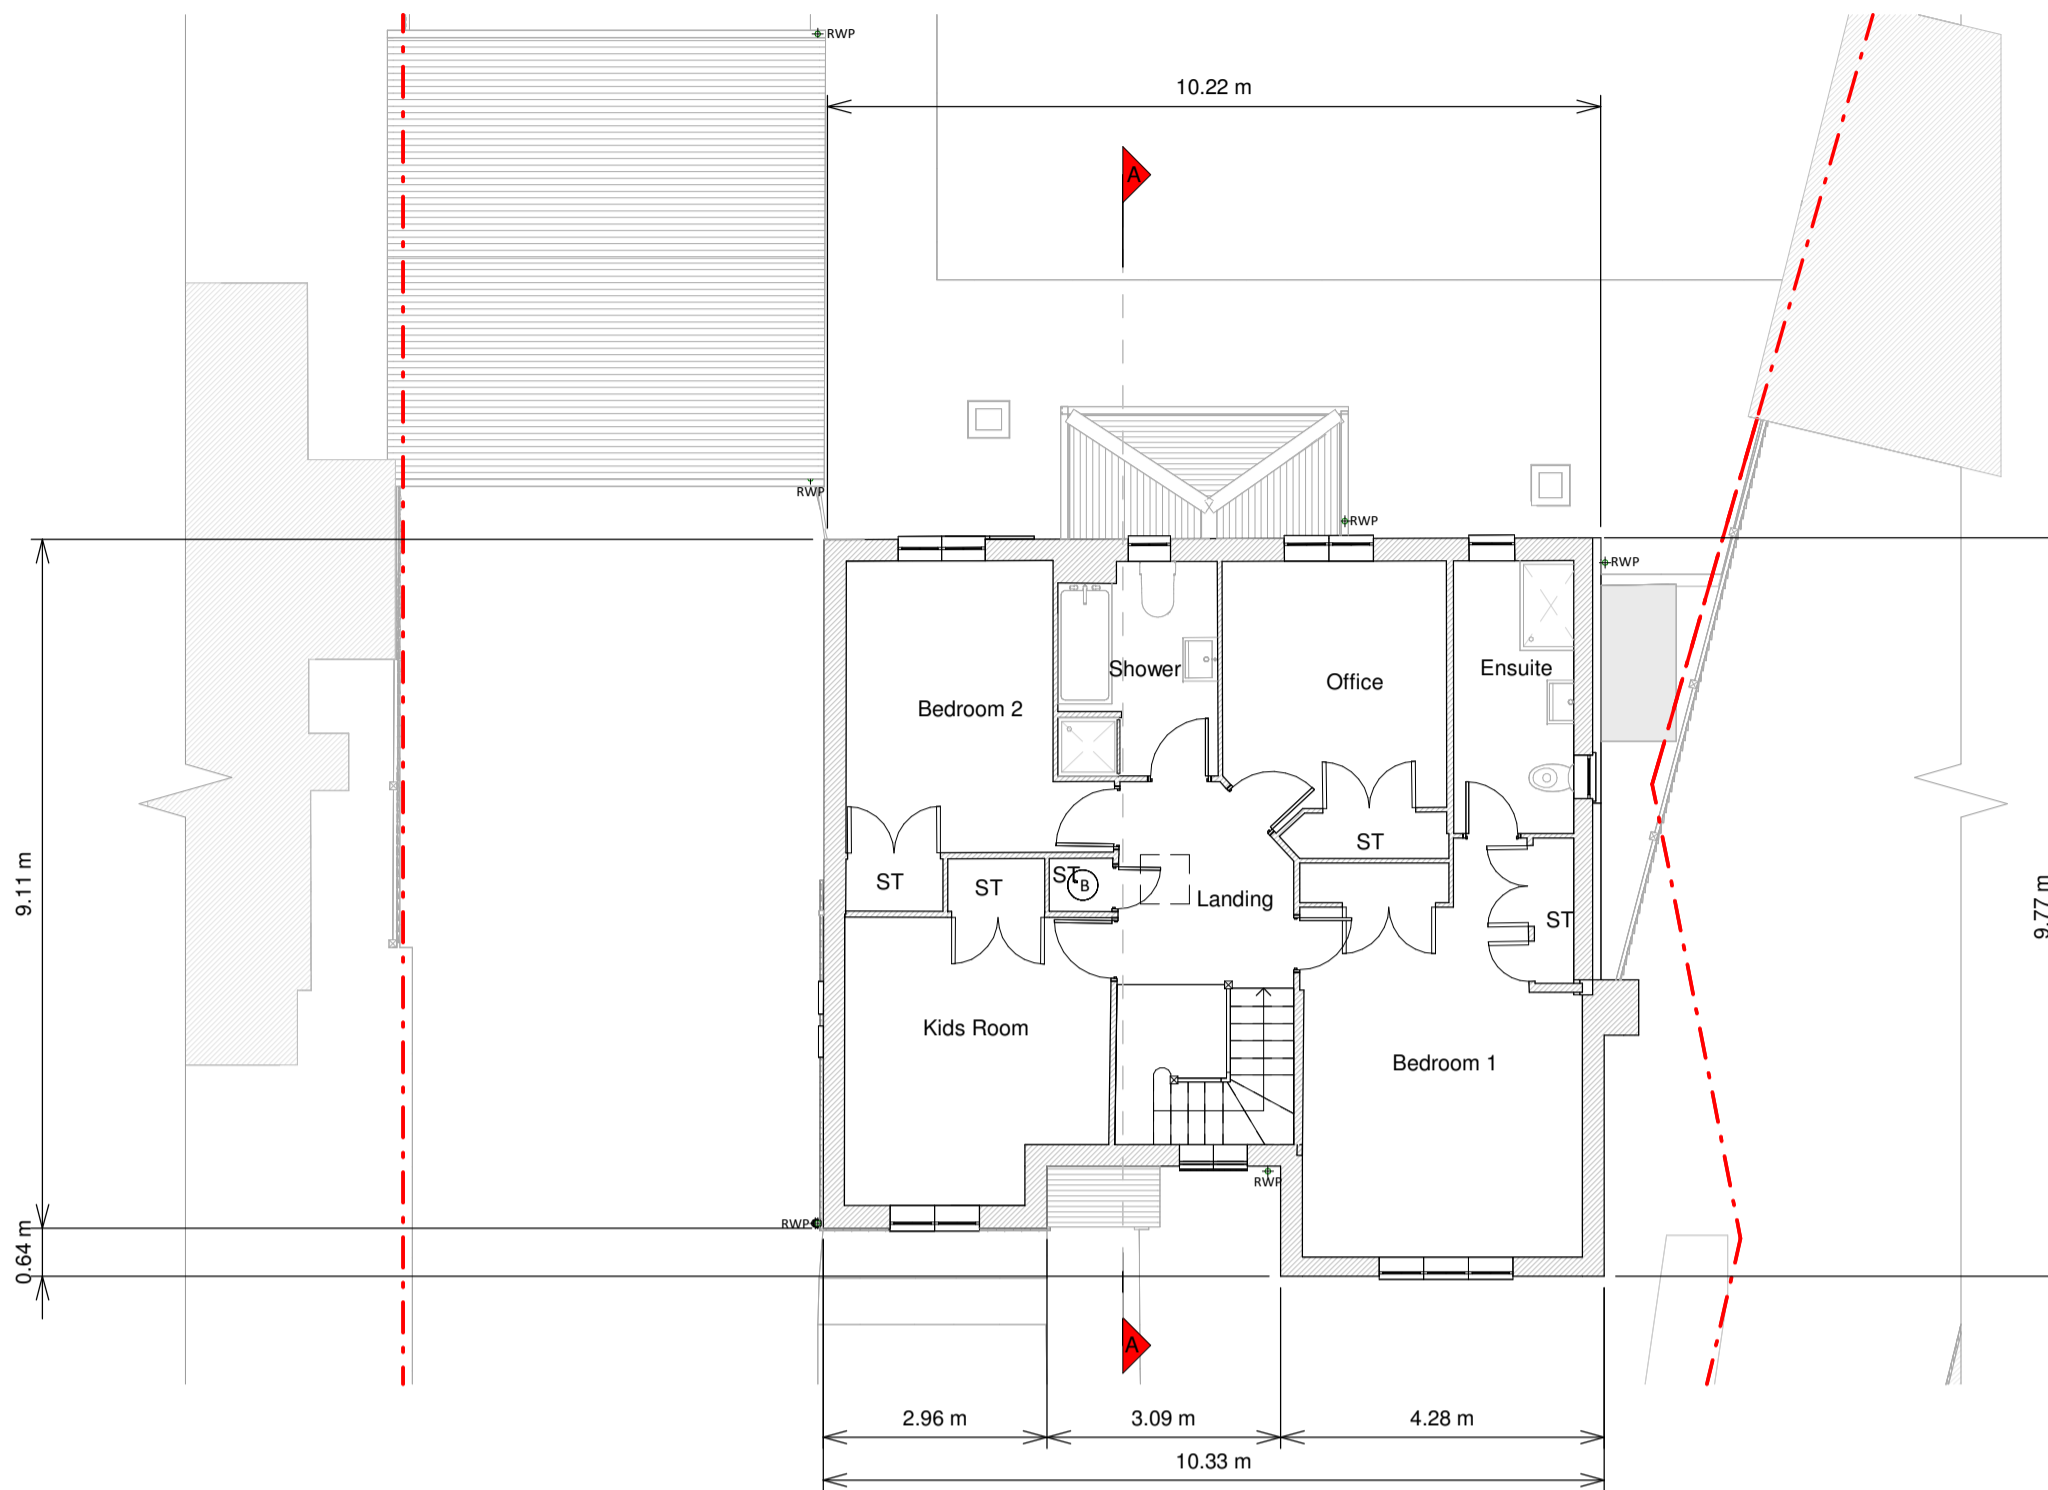 RWP
10.22 m
A
RWP
RWP
RWP
Shower
Ensuite
Office
Bedroom 2
ST
ST
ST
ST
B
Landing
ST
9.11 m
9.77 m
Kids Room
Bedroom 1
RWP
RWP
0.64 m
A
2.96 m
3.09 m
4.28 m
10.33 m